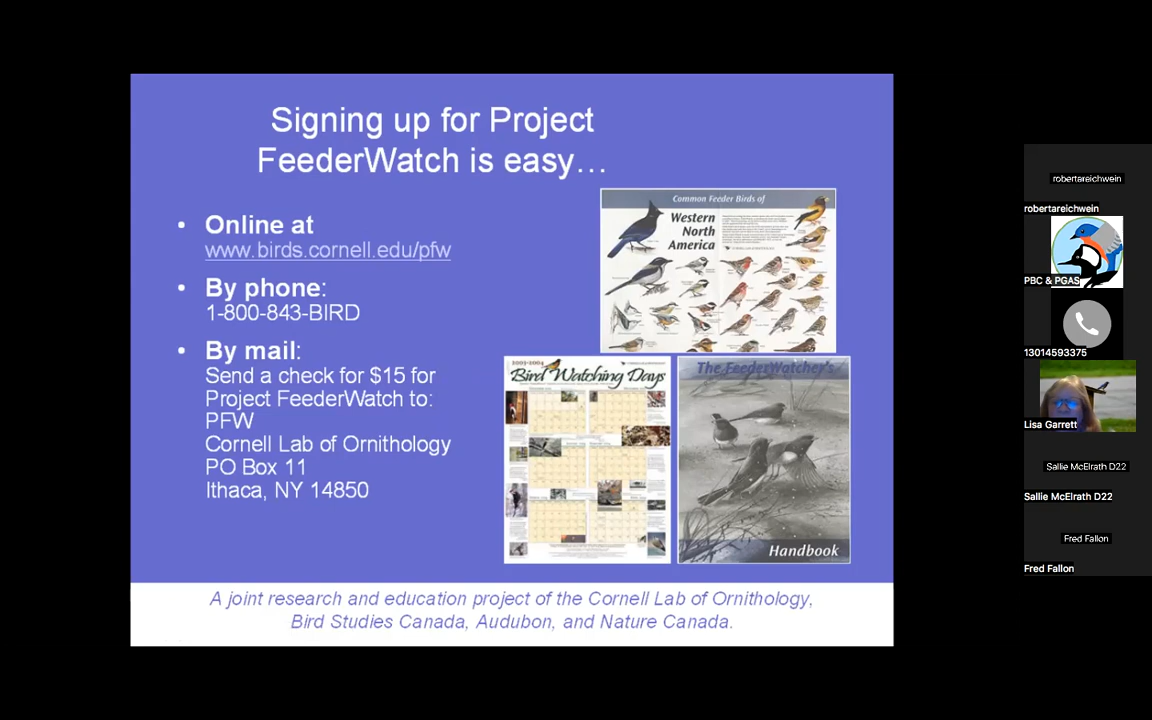 Signing up for Project
FeederWatch is easy…
• Online at
www.birds.cornell.edu/pfw
• By phone:
1-800-843-BIRD
• By mail:
Send a check for $15 for
Project FeederWatch to:
PFW
Cornell Lab of Ornithology
PO Box 11
Ithaca, NY 14850
Common Feeder Birds of
Western
North
America
2003-2004
Bird Watching Days
The FeederWatcher's
Handbook
A joint research and education project of the Cornell Lab of Ornithology,
Bird Studies Canada, Audubon, and Nature Canada.
robertareichwein
robertareichwein
PBC & PGAS
13014593375
Lisa Garrett
Sallie McElrath D22
Sallie McElrath D22
Fred Fallon
Fred Fallon